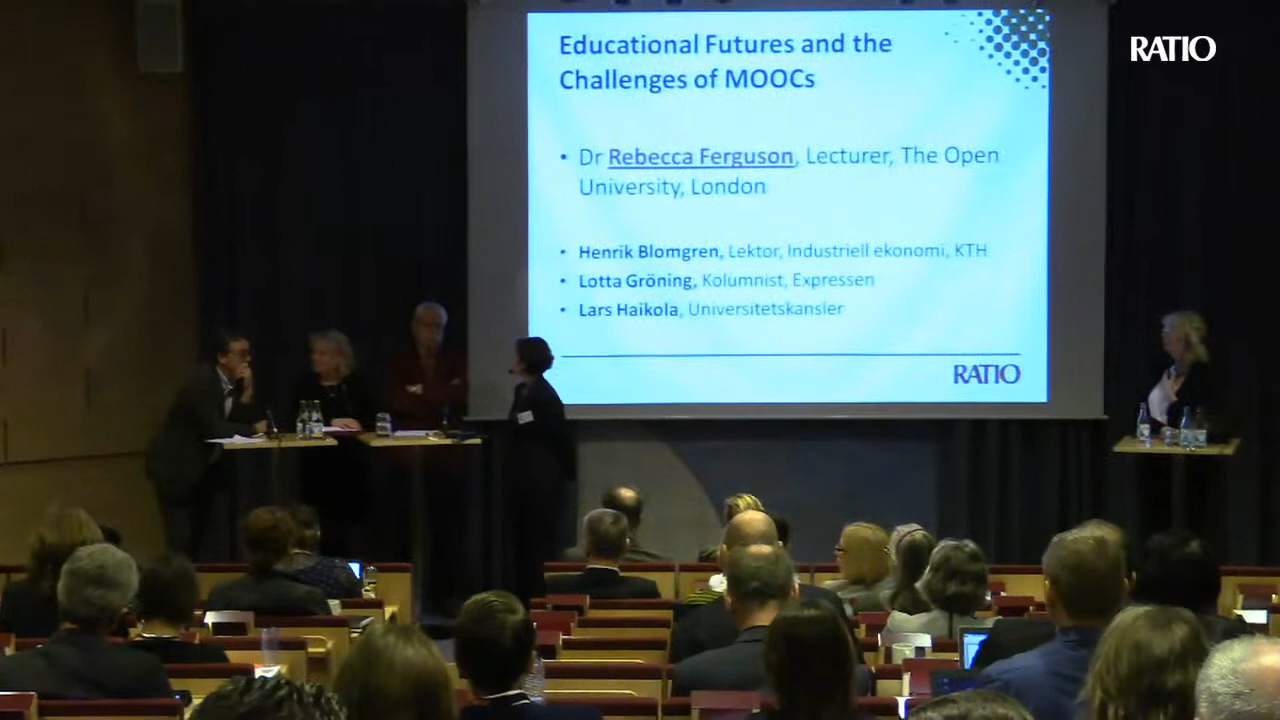 Educational Futures and the
Challenges of MOOCs
RATIO
• Dr Rebecca Ferguson, Lecturer, The Open
University, London
• Henrik Blomgren, Lektor, Industriell ekonomi, KTH
• Lotta Gröning, Kolumnist, Expressen
• Lars Haikola, Universitetskansler
RATIO